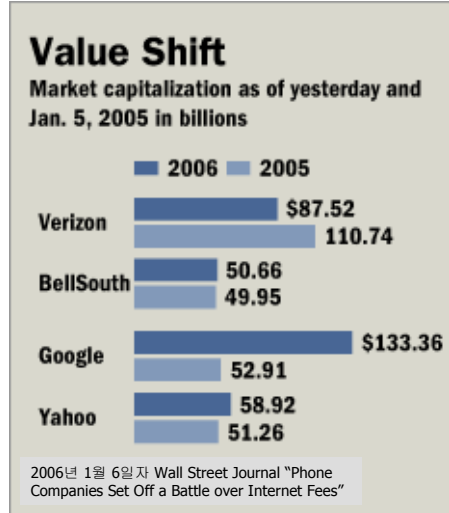 Value Shift
Market capitalization as of yesterday and
Jan. 5, 2005 in billions
2006 2005
Verizon
$87.52
110.74
BellSouth
50.66
49.95
Google
$133.36
52.91
Yahoo
58.92
51.26
2006년 1월 6일자 Wall Street Journal “Phone
Companies Set Off a Battle over Internet Fees”